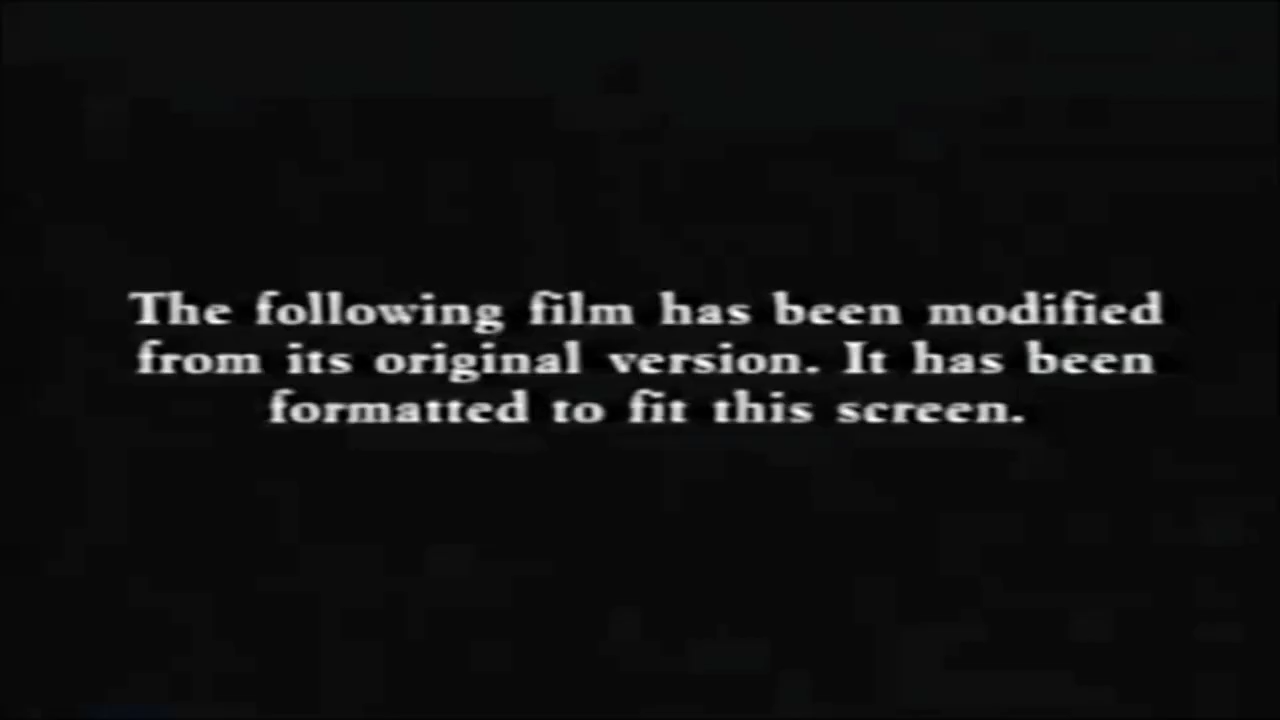 The following film has been modified
from its original version. It has been
formatted to fit this screen.